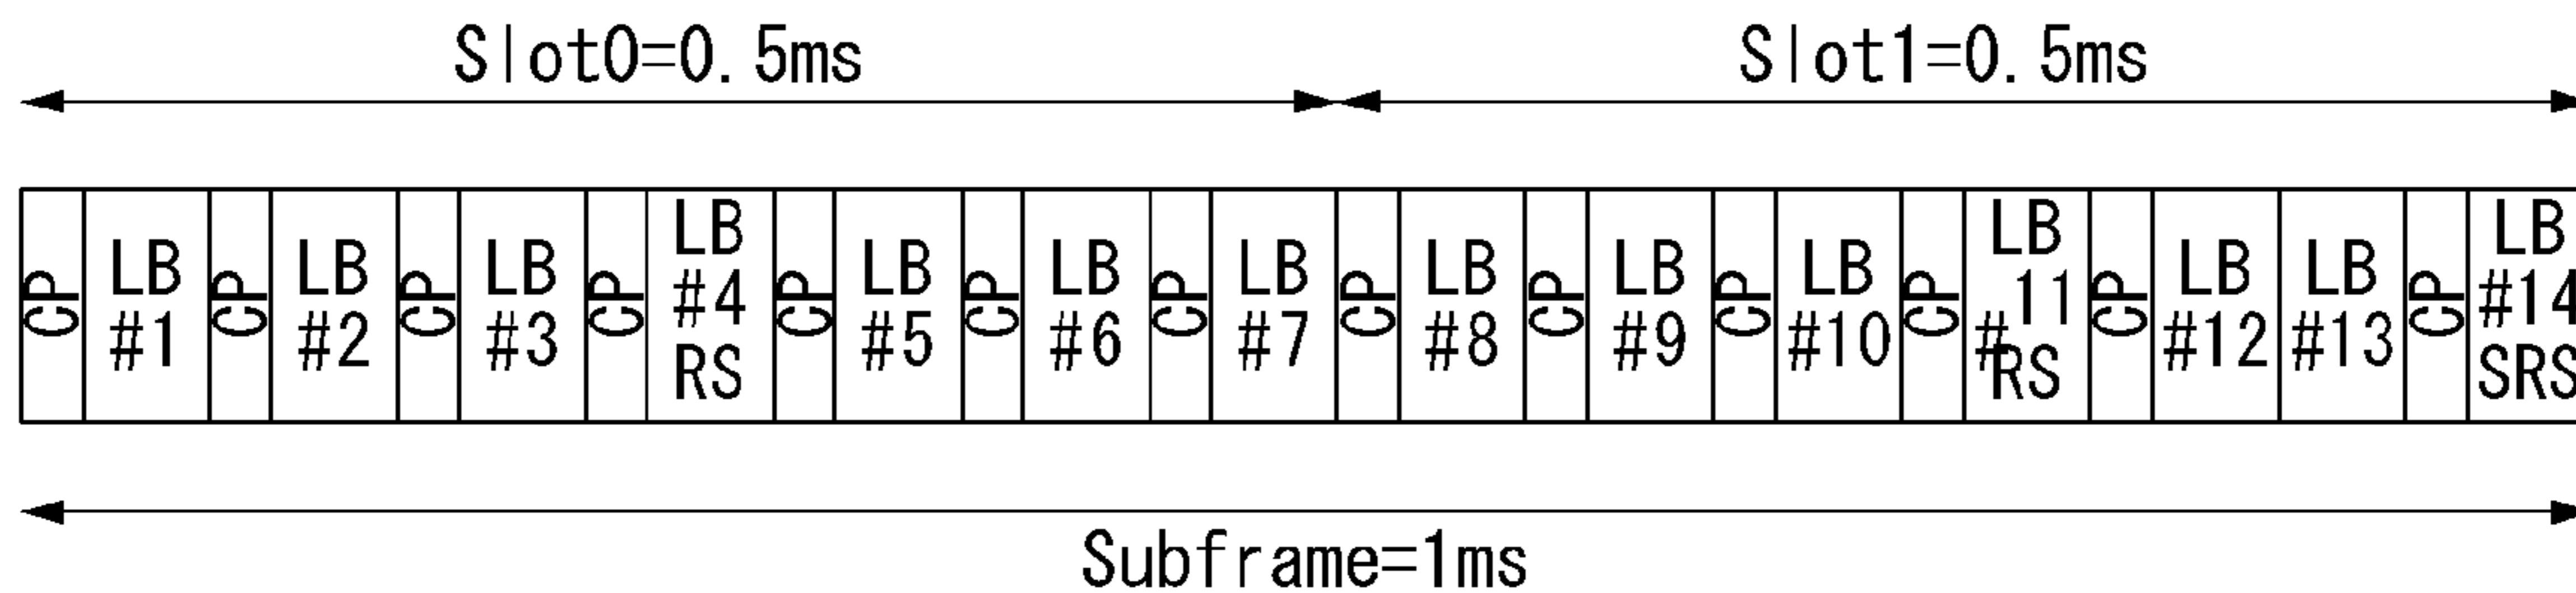 Slot0=0.5ms
Slot1=0.5ms
CP
LB
#1
CP
LB
#2
CP
LB
#3
CP
LB
#4
RS
CP
LB
#5
CP
LB
#6
CP
LB
#7
CP
LB
#8
CP
LB
#9
CP
LB
#10
CP
LB
#11
RS
CP
LB
#12
LB
#13
CP
LB
#14
SRS
Subframe=1ms